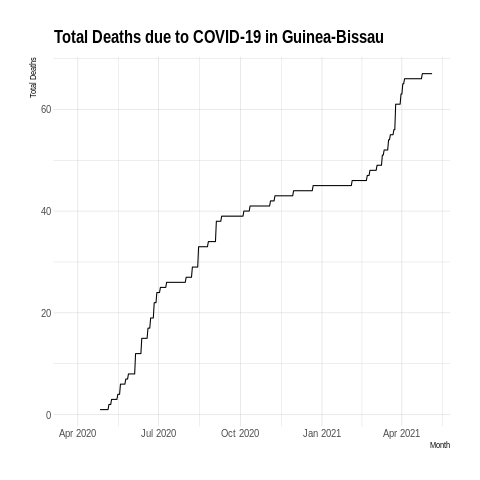 Total Deaths due to COVID-19 in Guinea-Bissau
Total Deaths
60
40
20
0
Apr 2020 Jul 2020 Oct 2020 Jan 2021 Apr 2021
Month